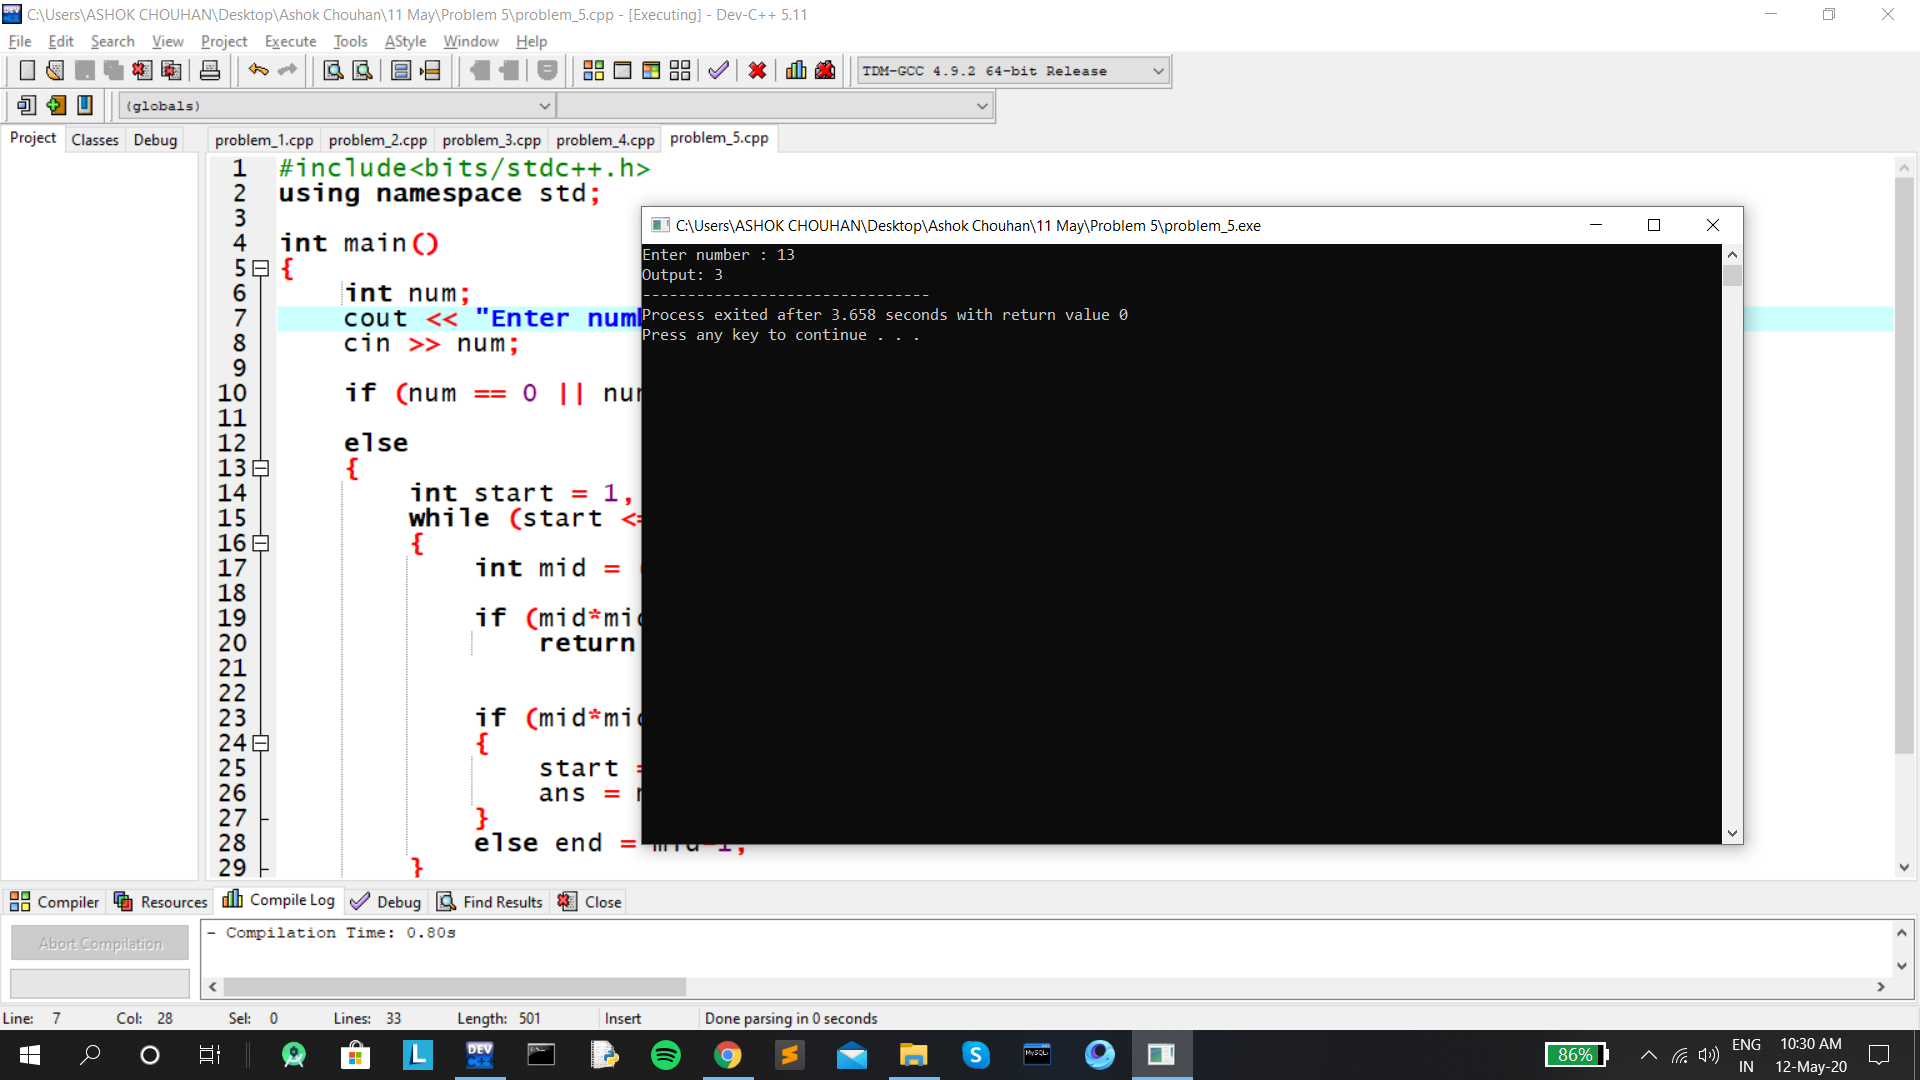 C:\Users\ASHOK CHOUHAN\Desktop\Ashok Chouhan\11 May\Problem 5\problem_5.cpp - [Executing] - Dev-C++ 5.11
File Edit Search View Project Execute Tools AStyle Window Help
TDM-GCC 4.9.2 64-bit Release
(globals)
Project Classes Debug
problem_1.cpp problem_2.cpp problem_3.cpp problem_4.cpp problem_5.cpp
1 #include<bits/stdc++.h>
2 using namespace std;
3
4 int main()
5 {
6 int num;
7 cout << "Enter
8 cin >> num;
9
10 if (num == 0 ||
11
12 else
13 {
14 int start = 1,
15 while (start
16 {
17 int mid =
18
19 if
20 return
21
22
23 if
24 {
25 start
26 ans =
27 }
28 else end =
29 }
C:\Users\ASHOK CHOUHAN\Desktop\Ashok Chouhan\11 May\Problem 5\problem_5.exe
Enter number : 13
Output: 3
--------------------------------
Process exited after 3.658 seconds with return value 0
Press any key to continue . . .
Compiler Resources Compile Log Debug Find Results Close
Abort Compilation
- Compilation Time: 0.80s
Line: 7 Col: 28 Sel: 0 Lines: 33 Length: 501 Insert Done parsing in 0 seconds
L
DEV C++
MySQL
S
86%
ENG
IN
10:30 AM
12-May-20